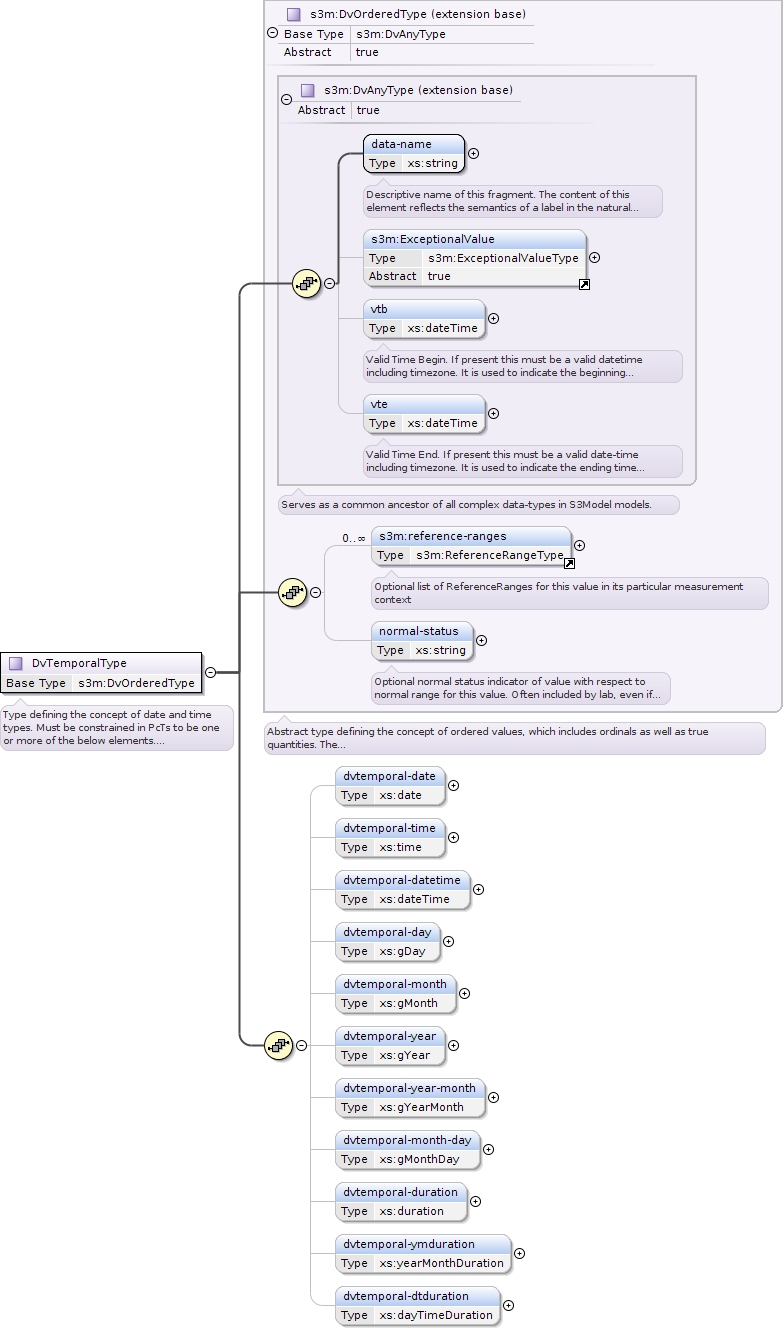 s3m:DvOrderedType (extension base)
Base Type s3m:DvAnyType
Abstract true
s3m:DvAnyType (extension base)
Abstract true
data-name
Type xs:string
Descriptive name of this fragment. The content of this
element reflects the semantics of a label in the natural...
s3m:ExceptionalValue
Type s3m:ExceptionalValueType
Abstract true
vtb
Type xs:dateTime
Valid Time Begin. If present this must be a valid datetime
including timezone. It is used to indicate the beginning...
vte
Type xs:dateTime
Valid Time End. If present this must be a valid date-time
including timezone. It is used to indicate the ending time...
Serves as a common ancestor of all complex data-types in S3Model models.
0..∞
s3m:reference-ranges
Type s3m:ReferenceRangeType
Optional list of ReferenceRanges for this value in its particular measurement
context
normal-status
Type xs:string
Optional normal status indicator of value with respect to
normal range for this value. Often included by lab, even if...
DvTemporalType
Base Type s3m:DvOrderedType
Type defining the concept of date and time
types. Must be constrained in PcTs to be one
or more of the below elements....
Abstract type defining the concept of ordered values, which includes ordinals as well as true
quantities. The...
dvtemporal-date
Type xs:date
dvtemporal-time
Type xs:time
dvtemporal-datetime
Type xs:dateTime
dvtemporal-day
Type xs:gDay
dvtemporal-month
Type xs:gMonth
dvtemporal-year
Type xs:gYear
dvtemporal-year-month
Type xs:gYearMonth
dvtemporal-month-day
Type xs:gMonthDay
dvtemporal-duration
Type xs:duration
dvtemporal-ymduration
Type xs:yearMonthDuration
dvtemporal-dtduration
Type xs:dayTimeDuration